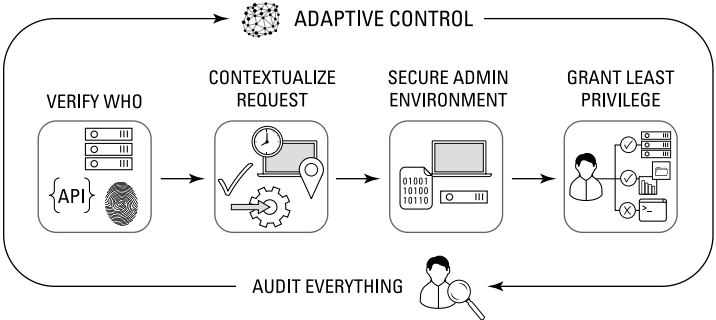 ADAPTIVE CONTROL
VERIFY WHO
CONTEXTUALIZE
REQUEST
SECURE ADMIN
ENVIRONMENT
GRANT LEAST
PRIVILEGE
{API}
01001
10100
10110
>_
AUDIT EVERYTHING